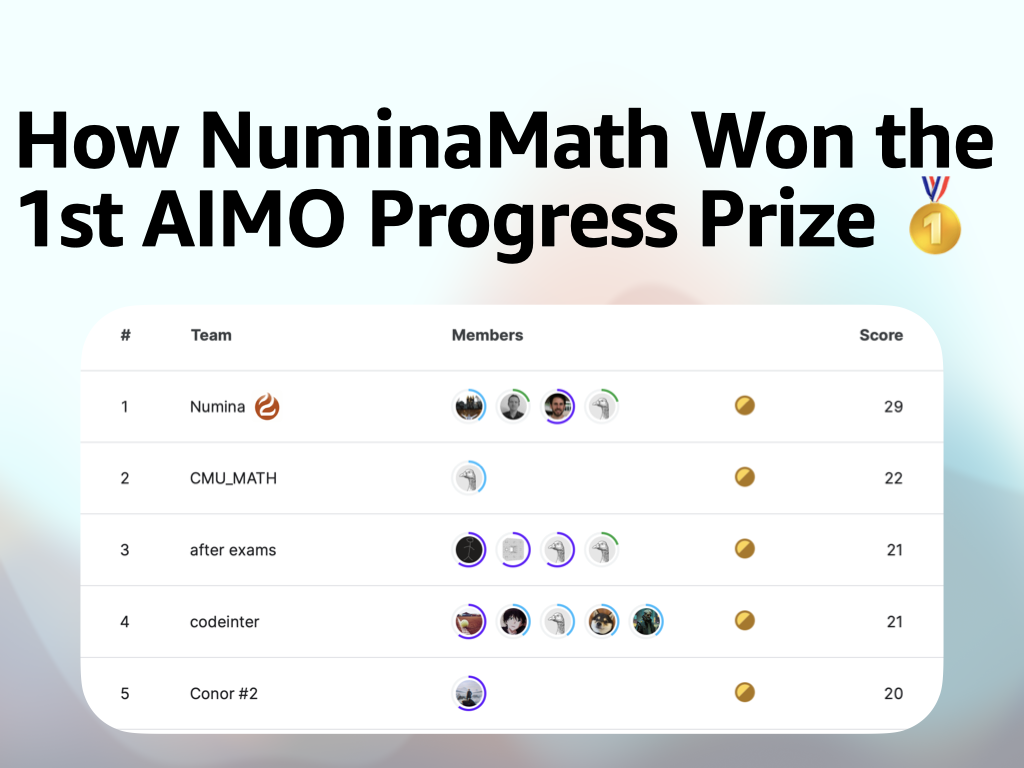 How NuminaMath Won the
1st AIMO Progress Prize 🥇
# Team Members Score
1 Numina 29
2 CMU_MATH 22
3 after exams 21
4 codeinter 21
5 Conor #2 20